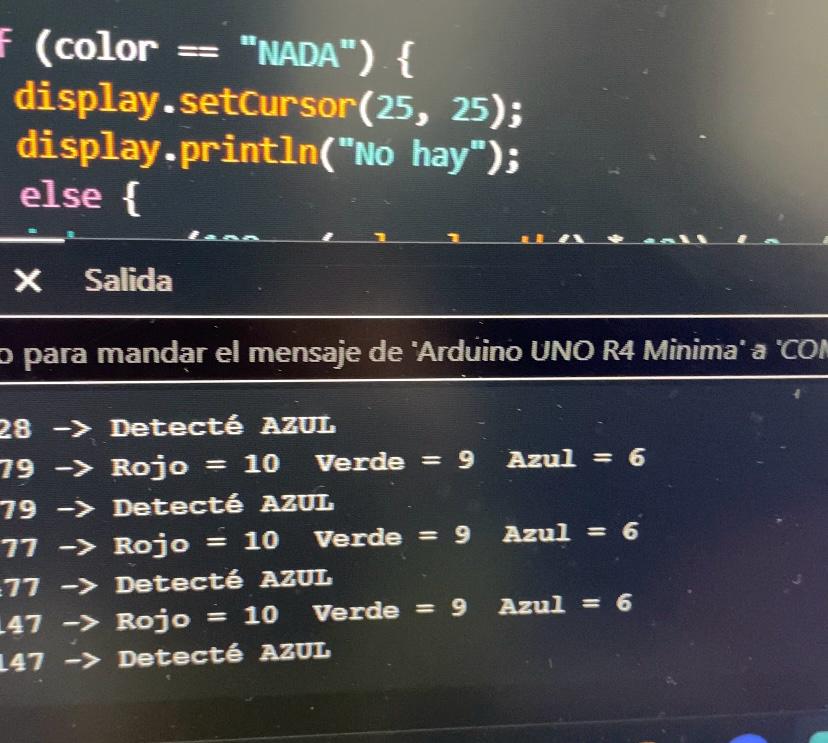 f (color == "NADA") {
display.setCursor(25, 25);
display.println("No hay");
else {
X Salida
o para mandar el mensaje de 'Arduino UNO R4 Minima' a 'COM
28 -> Detecté AZUL
79 -> Rojo = 10 Verde = 9 Azul = 6
79 -> Detecté AZUL
77 -> Rojo = 10 Verde = 9 Azul = 6
77 -> Detecté AZUL
147 -> Rojo = 10 Verde = 9 Azul = 6
147 -> Detecté AZUL